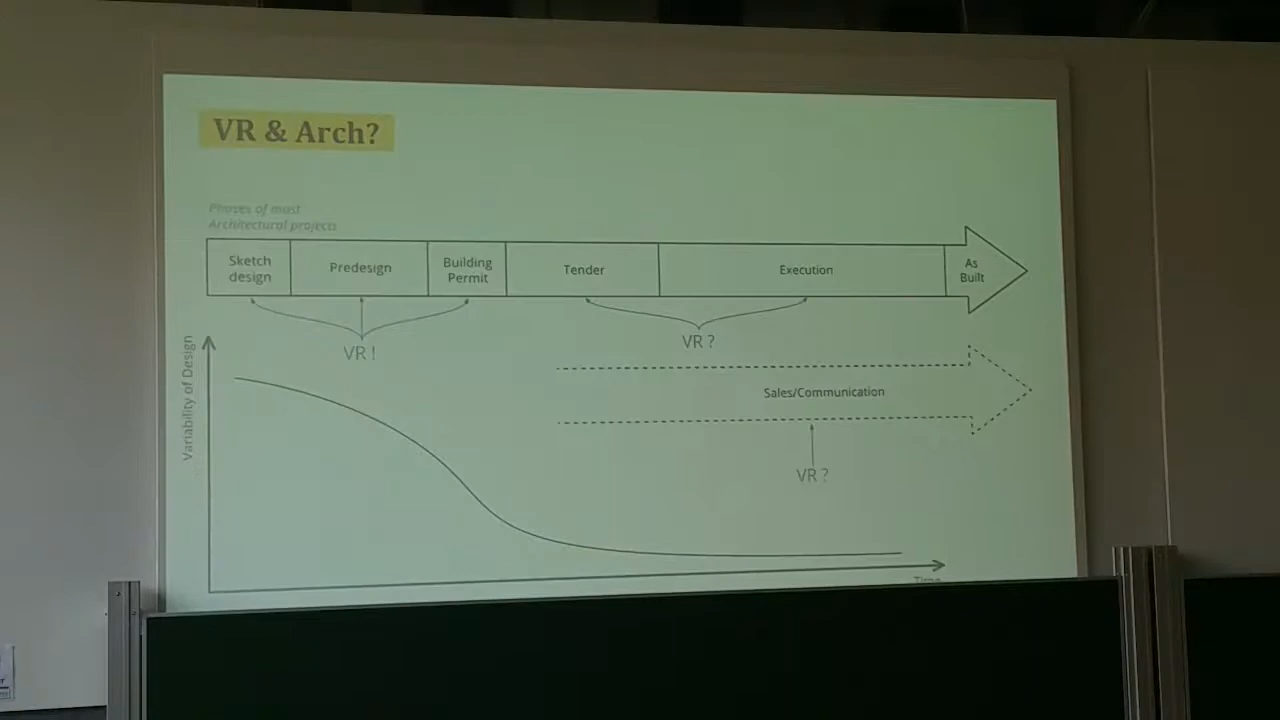 VR & Arch?
Phases of most
Architectural projects
Sketch
design
Predesign
Building
Permit
Tender
Execution
As
Built
VR !
VR ?
Variability of Design
Sales/Communication
VR ?
Time